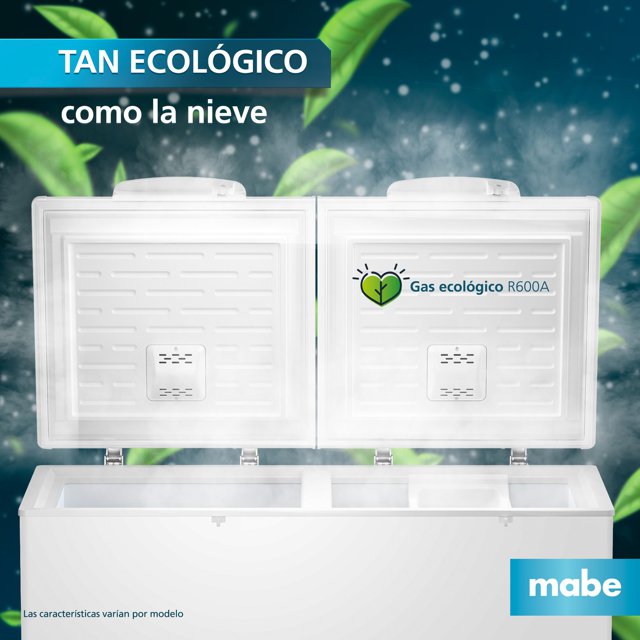 TAN ECOLÓGICO
como la nieve
Gas ecológico R600A
mabe
Las características varían por modelo